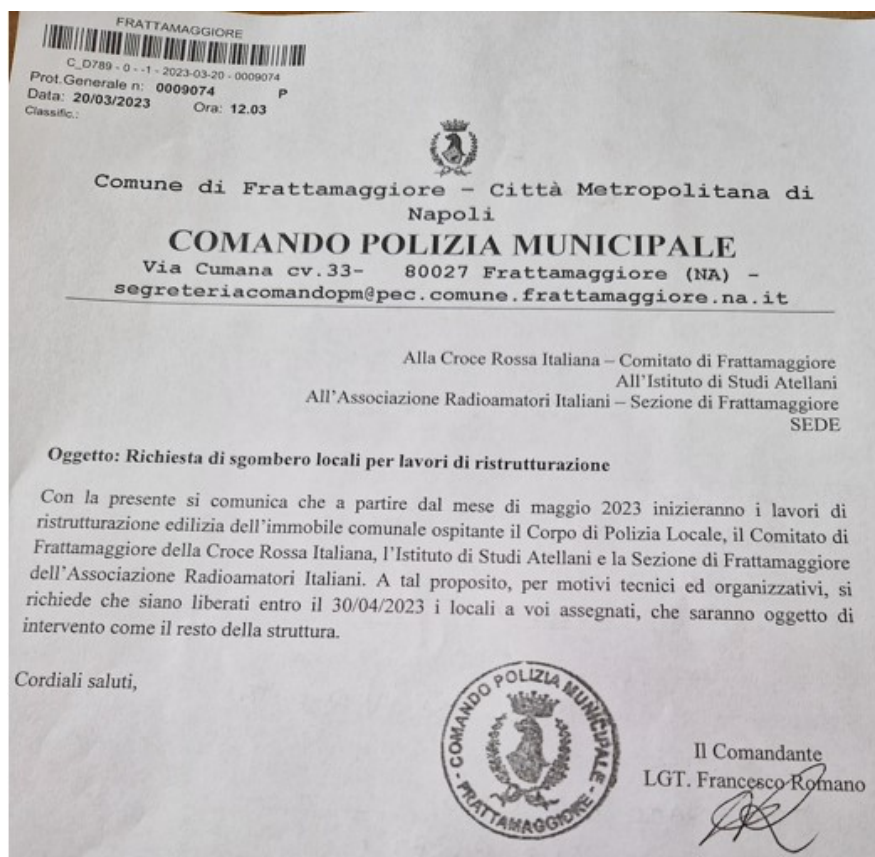 FRATTAMAGGIORE
C_D789 - 0 - -1 - 2023-03-20 - 0009074
Prot.Generale n: 0009074 P
Data: 20/03/2023 Ora: 12.03
Classific.:
Comune di Frattamaggiore – Città Metropolitana di
Napoli
COMANDO POLIZIA MUNICIPALE
Via Cumana cv.33- 80027 Frattamaggiore (NA) –
segreteriacomandopm@pec.comune.frattamaggiore.na.it
Alla Croce Rossa Italiana – Comitato di Frattamaggiore
All'Istituto di Studi Atellani
All'Associazione Radioamatori Italiani – Sezione di Frattamaggiore
SEDE
Oggetto: Richiesta di sgombero locali per lavori di ristrutturazione
Con la presente si comunica che a partire dal mese di maggio 2023 inizieranno i lavori di
ristrutturazione edilizia dell'immobile comunale ospitante il Corpo di Polizia Locale, il Comitato di
Frattamaggiore della Croce Rossa Italiana, l'Istituto di Studi Atellani e la Sezione di Frattamaggiore
dell'Associazione Radioamatori Italiani. A tal proposito, per motivi tecnici ed organizzativi, si
richiede che siano liberati entro il 30/04/2023 i locali a voi assegnati, che saranno oggetto di
intervento come il resto della struttura.
Cordiali saluti,
- COMANDO POLIZIA MUNICIPALE -
FRATTAMAGGIORE
Il Comandante
LGT. Francesco Romano